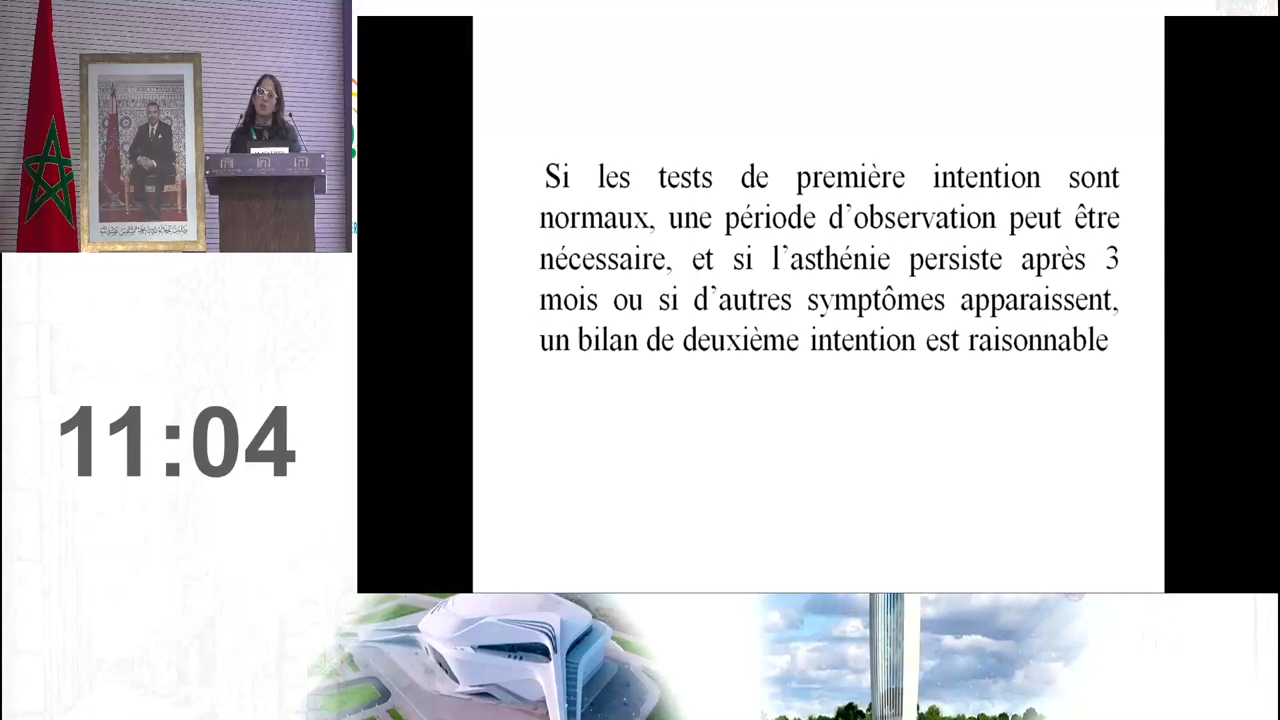 Si les tests de première intention sont
normaux, une période d’observation peut être
nécessaire, et si l’asthénie persiste après 3
mois ou si d’autres symptômes apparaissent,
un bilan de deuxième intention est raisonnable
11:04